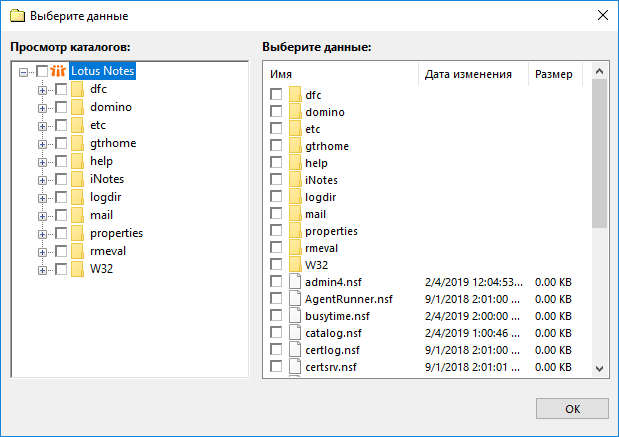 Выберите данные
Просмотр каталогов:
Lotus Notes
dfc
domino
etc
gtrhome
help
iNotes
logdir
mail
properties
rmeval
W32
Выберите данные:
Имя Дата изменения Размер
dfc
domino
etc
gtrhome
help
iNotes
logdir
mail
properties
rmeval
W32
admin4.nsf 2/4/2019 12:04:53... 0.00 KB
AgentRunner.nsf 9/1/2018 2:01:00 ... 0.00 KB
busytime.nsf 2/4/2019 2:00:00 ... 0.00 KB
catalog.nsf 2/4/2019 1:00:46 ... 0.00 KB
certlog.nsf 9/1/2018 2:01:00 ... 0.00 KB
certsrv.nsf 9/1/2018 2:01:01 ... 0.00 KB
OK